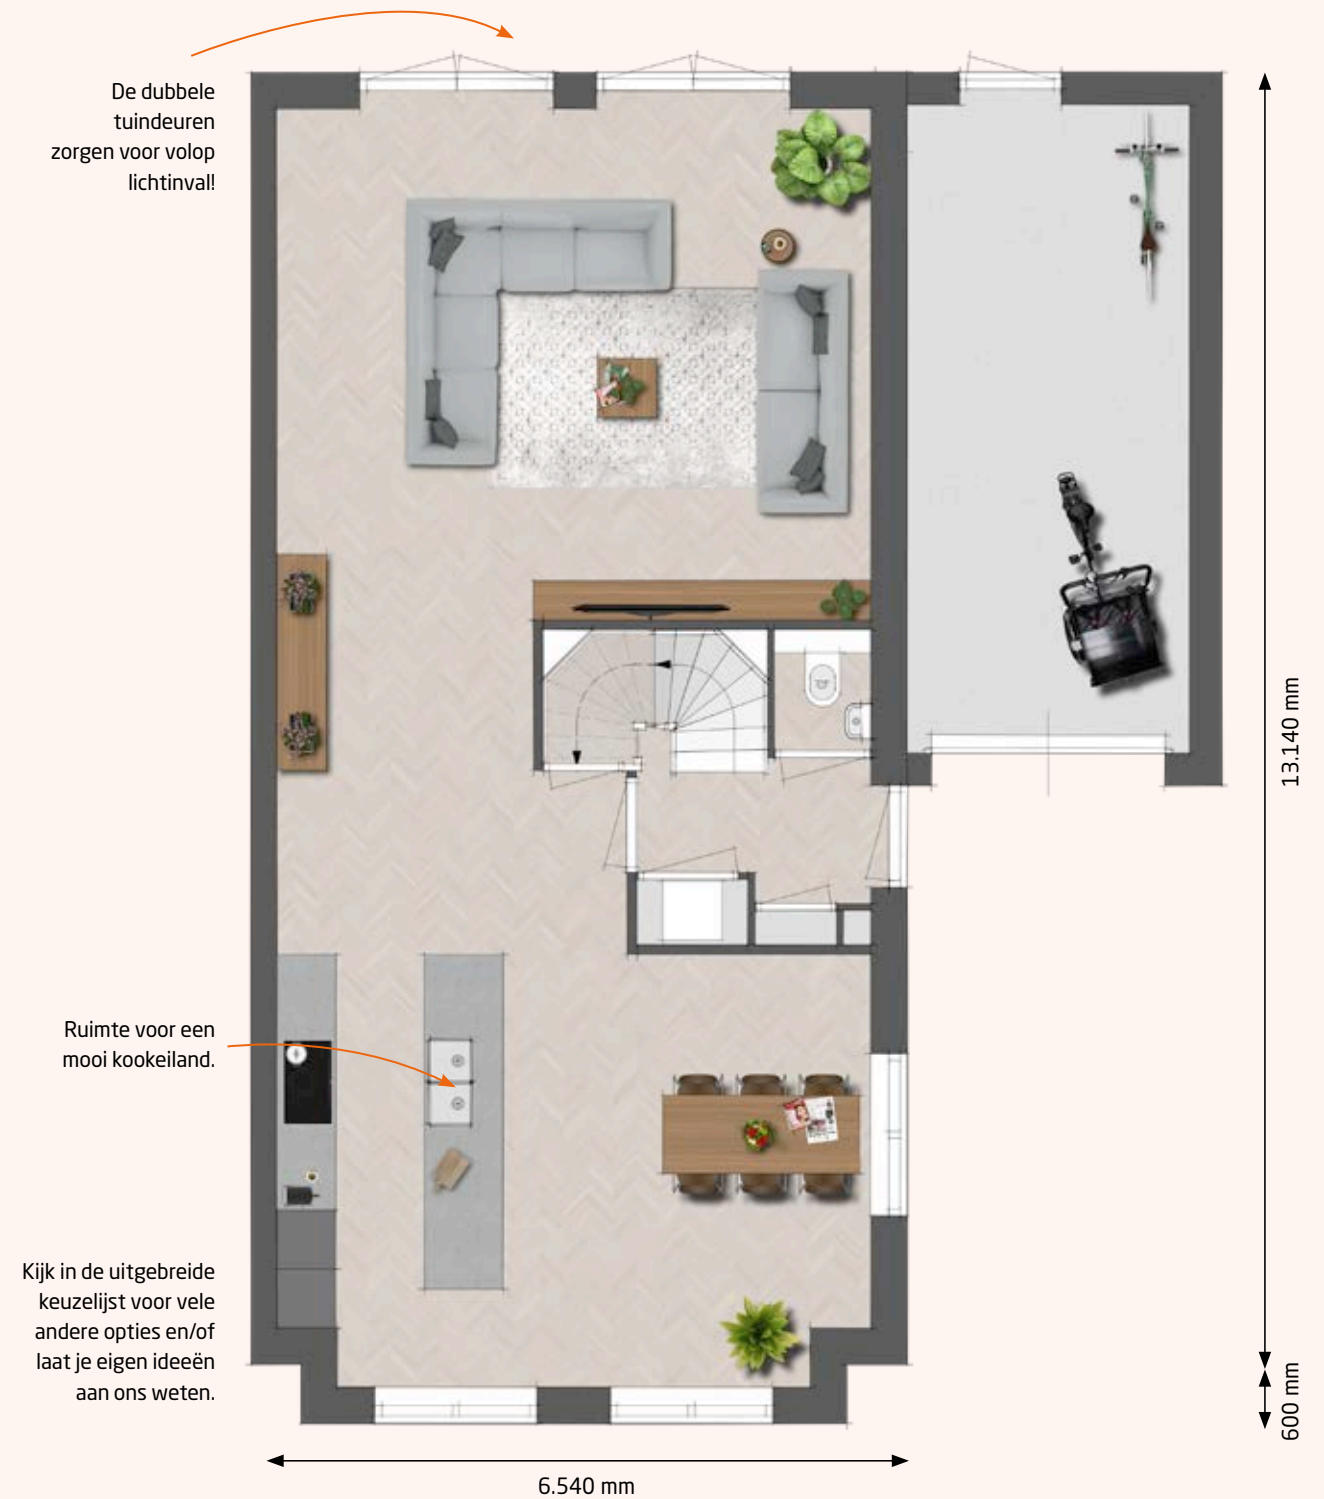 De dubbele
tuindeuren
zorgen voor volop
lichtinval!
13.140 mm
Ruimte voor een
mooi kookeiland.
Kijk in de uitgebreide
keuzelijst voor vele
andere opties en/of
laat je eigen ideeën
aan ons weten.
600 mm
6.540 mm